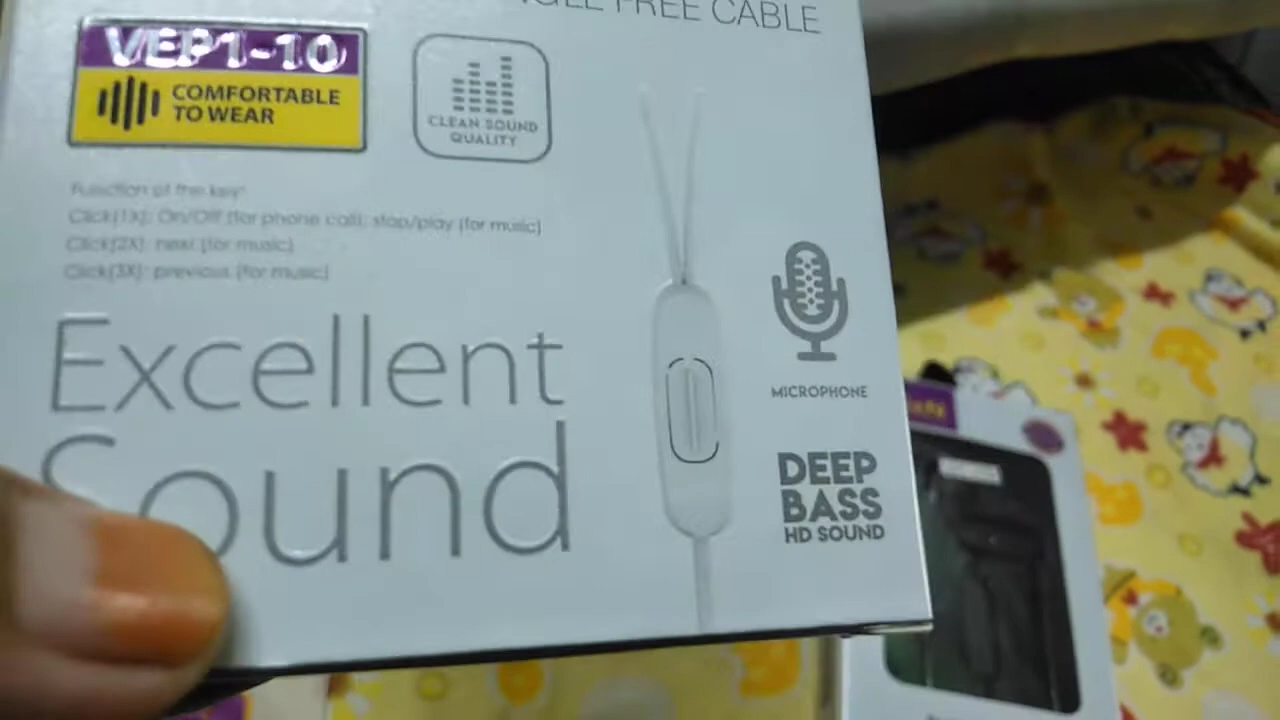 FREE CABLE
VEP1-10
COMFORTABLE
TO WEAR
CLEAN SOUND
QUALITY
Function of the key:
Click(1X): On/Off (for phone call); stop/play (for music)
Click(2X): next (for music)
Click(3X): previous (for music)
Excellent
Sound
MICROPHONE
DEEP
BASS
HD SOUND